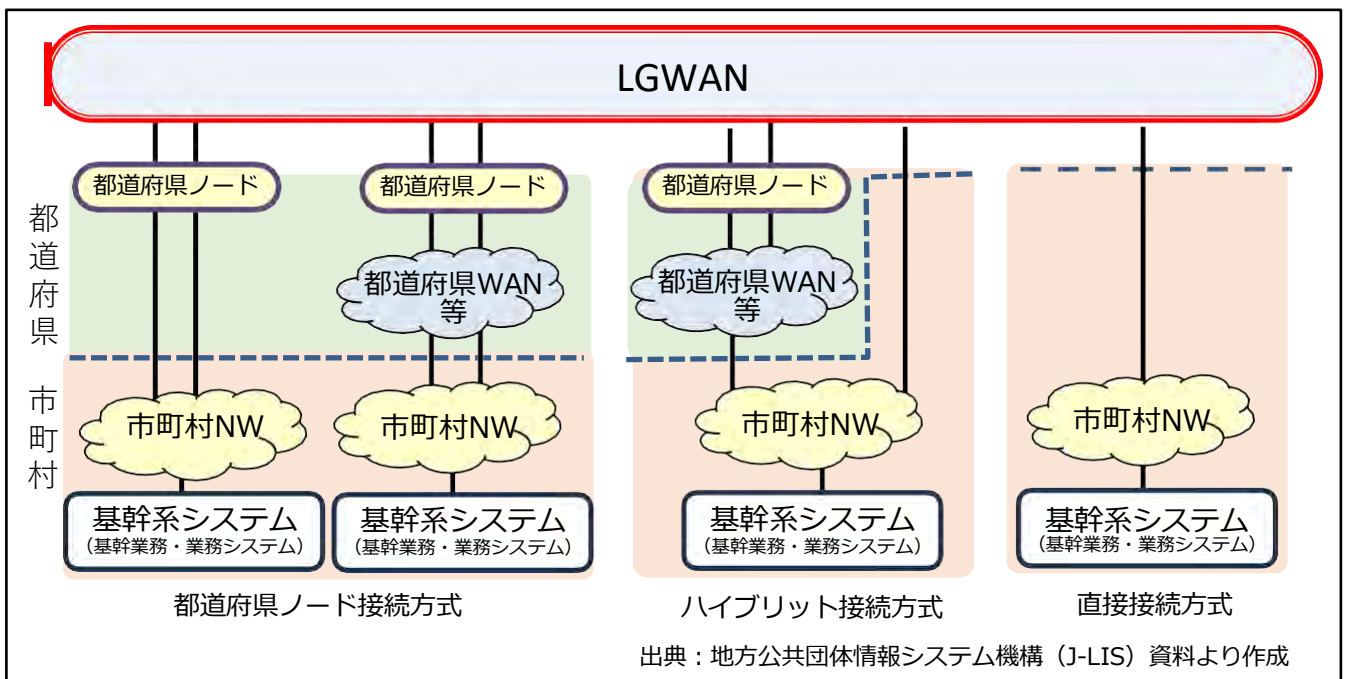 LGWAN
都道府県ノード
都道府県ノード
都道府県ノード
都道府県
都道府県WAN
等
都道府県WAN
等
市町村
市町村NW
市町村NW
市町村NW
市町村NW
基幹系システム
(基幹業務・業務システム)
基幹系システム
(基幹業務・業務システム)
基幹系システム
(基幹業務・業務システム)
基幹系システム
(基幹業務・業務システム)
都道府県ノード接続方式
ハイブリット接続方式
直接接続方式
出典：地方公共団体情報システム機構（J-LIS）資料より作成